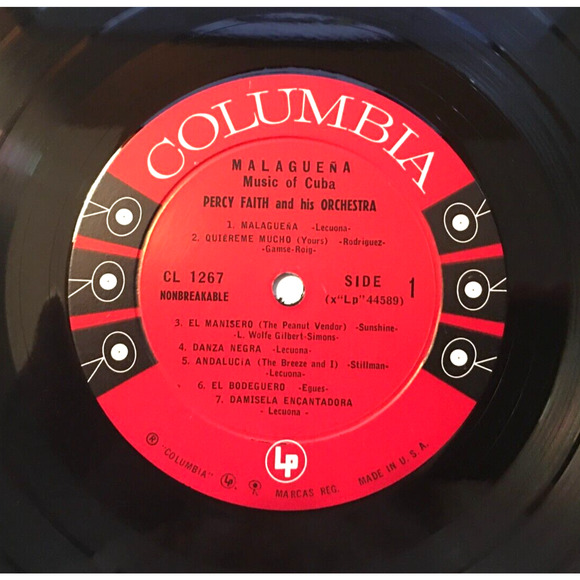 COLUMBIA
MALAGUEÑA
Music of Cuba
PERCY FAITH and his ORCHESTRA
1. MALAGUEÑA -Lecuona-
2. QUIÉREME MUCHO (Yours) -Rodriguez-
-Gamse-Roig-
CL 1267
NONBREAKABLE
SIDE 1
(x"Lp"44589)
3. EL MANISERO (The Peanut Vendor) -Sunshine-
-L. Wolfe Gilbert-Simons-
4. DANZA NEGRA -Lecuona-
5. ANDALUCÍA (The Breeze and I) -Stillman-
-Lecuona-
6. EL BODEGUERO -Egues-
7. DAMISELA ENCANTADORA
-Lecuona-
® "COLUMBIA" Lp MARCAS REG. MADE IN U.S.A.
Lp